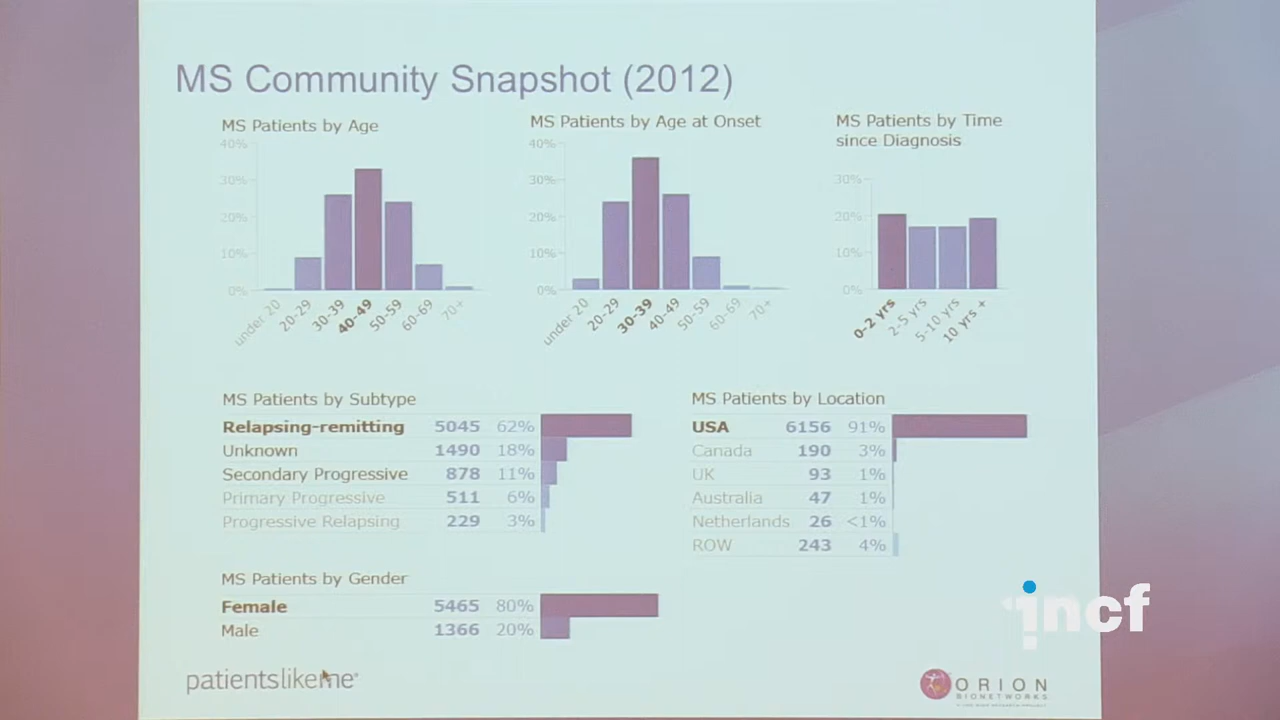 MS Community Snapshot (2012)
MS Patients by Age
40%
30%
20%
10%
0%
under 20
20-29
30-39
40-49
50-59
60-69
70+
MS Patients by Age at Onset
40%
30%
20%
10%
0%
under 20
20-29
30-39
40-49
50-59
60-69
70+
MS Patients by Time
since Diagnosis
30%
20%
10%
0%
0-2 yrs
2-5 yrs
5-10 yrs
10 yrs +
MS Patients by Subtype
Relapsing-remitting 5045 62%
Unknown 1490 18%
Secondary Progressive 878 11%
Primary Progressive 511 6%
Progressive Relapsing 229 3%
MS Patients by Location
USA 6156 91%
Canada 190 3%
UK 93 1%
Australia 47 1%
Netherlands 26 <1%
ROW 243 4%
MS Patients by Gender
Female 5465 80%
Male 1366 20%
incf
patientslikeme®
ORION
BIONETWORKS